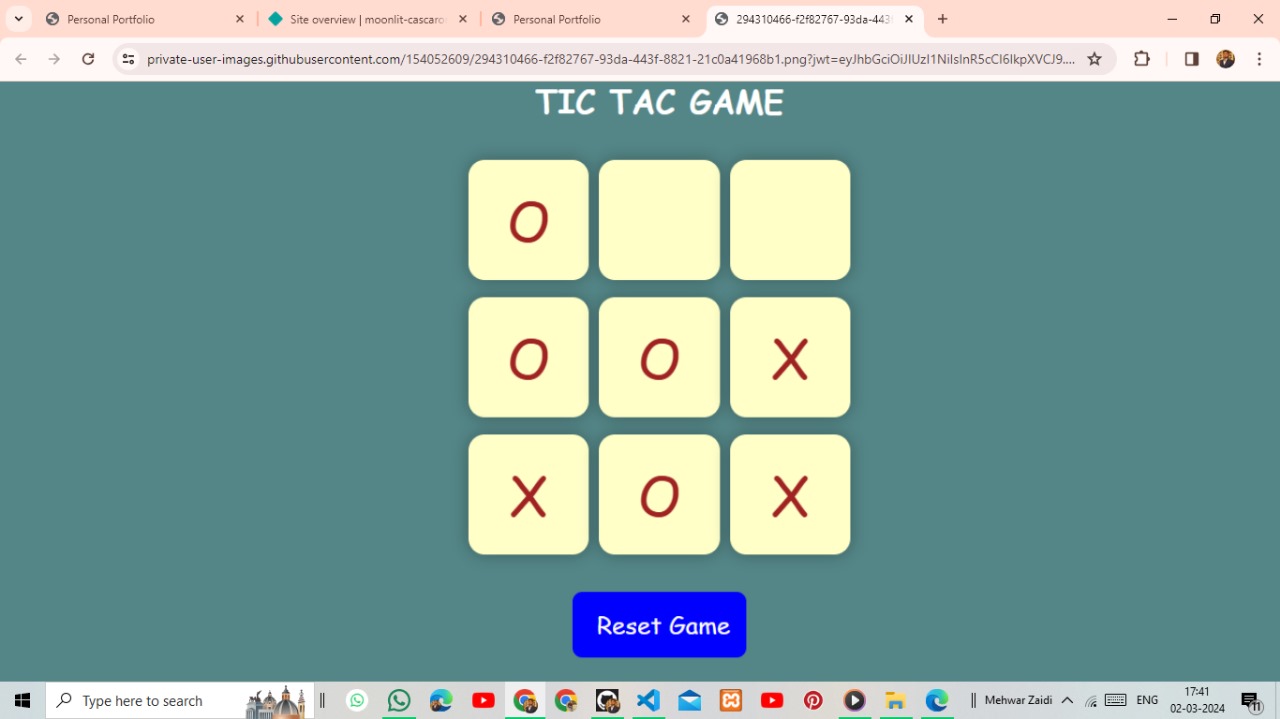 Personal Portfolio
Site overview | moonlit-cascaro
Personal Portfolio
294310466-f2f82767-93da-443
private-user-images.githubusercontent.com/154052609/294310466-f2f82767-93da-443f-8821-21c0a41968b1.png?jwt=eyJhbGciOiJIUzI1NiIsInR5cCI6IkpXVCJ9....
TIC TAC GAME
O
O O X
X O X
Reset Game
Type here to search
Mehwar Zaidi
ENG
17:41
02-03-2024
11